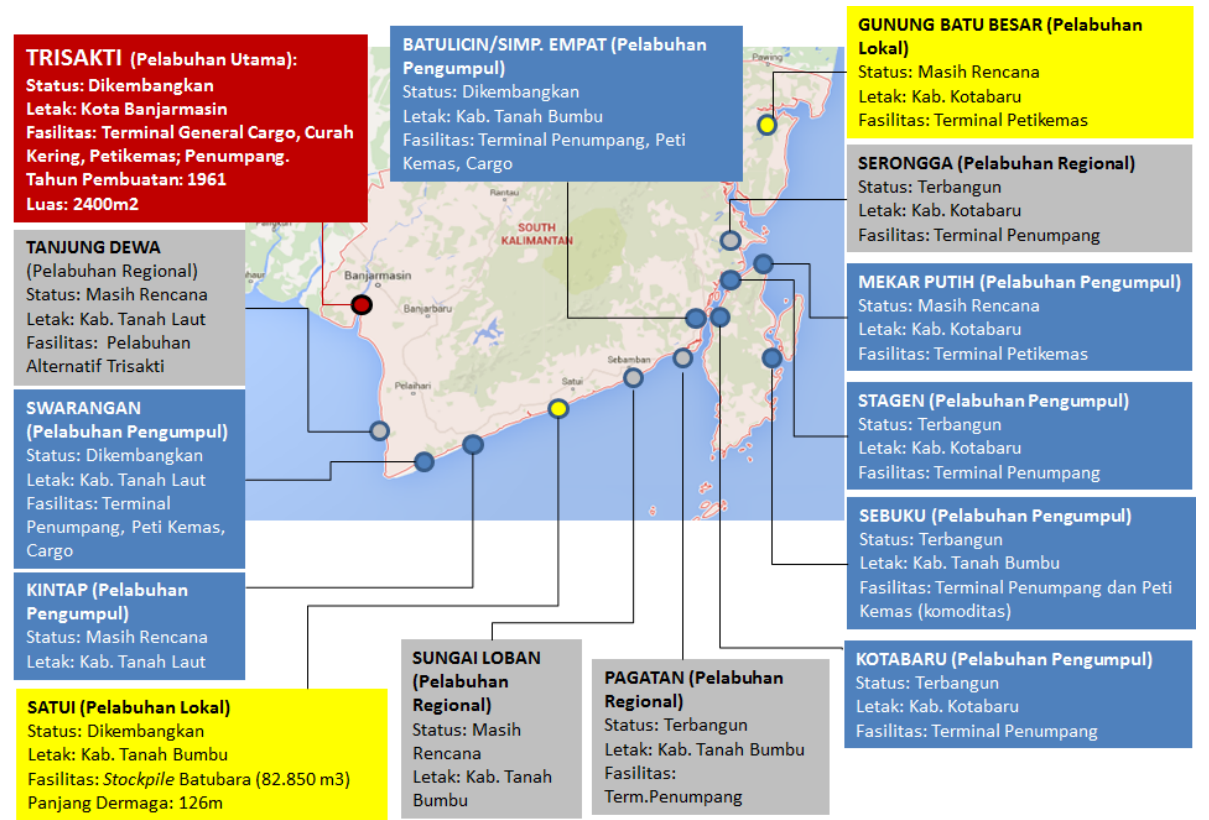 TRISAKTI (Pelabuhan Utama):
Status: Dikembangkan
Letak: Kota Banjarmasin
Fasilitas: Terminal General Cargo, Curah
Kering, Petikemas; Penumpang.
Tahun Pembuatan: 1961
Luas: 2400m2
BATULICIN/SIMP. EMPAT (Pelabuhan
Pengumpul)
Status: Dikembangkan
Letak: Kab. Tanah Bumbu
Fasilitas: Terminal Penumpang, Peti
Kemas, Cargo
GUNUNG BATU BESAR (Pelabuhan
Lokal)
Status: Masih Rencana
Letak: Kab. Kotabaru
Fasilitas: Terminal Petikemas
SERONGGA (Pelabuhan Regional)
Status: Terbangun
Letak: Kab. Kotabaru
Fasilitas: Terminal Penumpang
MEKAR PUTIH (Pelabuhan Pengumpul)
Status: Masih Rencana
Letak: Kab. Kotabaru
Fasilitas: Terminal Petikemas
STAGEN (Pelabuhan Pengumpul)
Status: Terbangun
Letak: Kab. Kotabaru
Fasilitas: Terminal Penumpang
SEBUKU (Pelabuhan Pengumpul)
Status: Terbangun
Letak: Kab. Tanah Bumbu
Fasilitas: Terminal Penumpang dan Peti
Kemas (komoditas)
KOTABARU (Pelabuhan Pengumpul)
Status: Terbangun
Letak: Kab. Kotabaru
Fasilitas: Terminal Penumpang
TANJUNG DEWA
(Pelabuhan Regional)
Status: Masih Rencana
Letak: Kab. Tanah Laut
Fasilitas: Pelabuhan
Alternatif Trisakti
SWARANGAN
(Pelabuhan Pengumpul)
Status: Dikembangkan
Letak: Kab. Tanah Laut
Fasilitas: Terminal
Penumpang, Peti Kemas,
Cargo
KINTAP (Pelabuhan
Pengumpul)
Status: Masih Rencana
Letak: Kab. Tanah Laut
SATUI (Pelabuhan Lokal)
Status: Dikembangkan
Letak: Kab. Tanah Bumbu
Fasilitas: Stockpile Batubara (82.850 m3)
Panjang Dermaga: 126m
SUNGAI LOBAN
(Pelabuhan
Regional)
Status: Masih
Rencana
Letak: Kab. Tanah
Bumbu
PAGATAN (Pelabuhan
Regional)
Status: Terbangun
Letak: Kab. Tanah Bumbu
Fasilitas:
Term.Penumpang
Pawing
Rantau
SOUTH
KALIMANTAN
Banjarmasin
Banjarbaru
Pelaihari
Sebamban
Satui